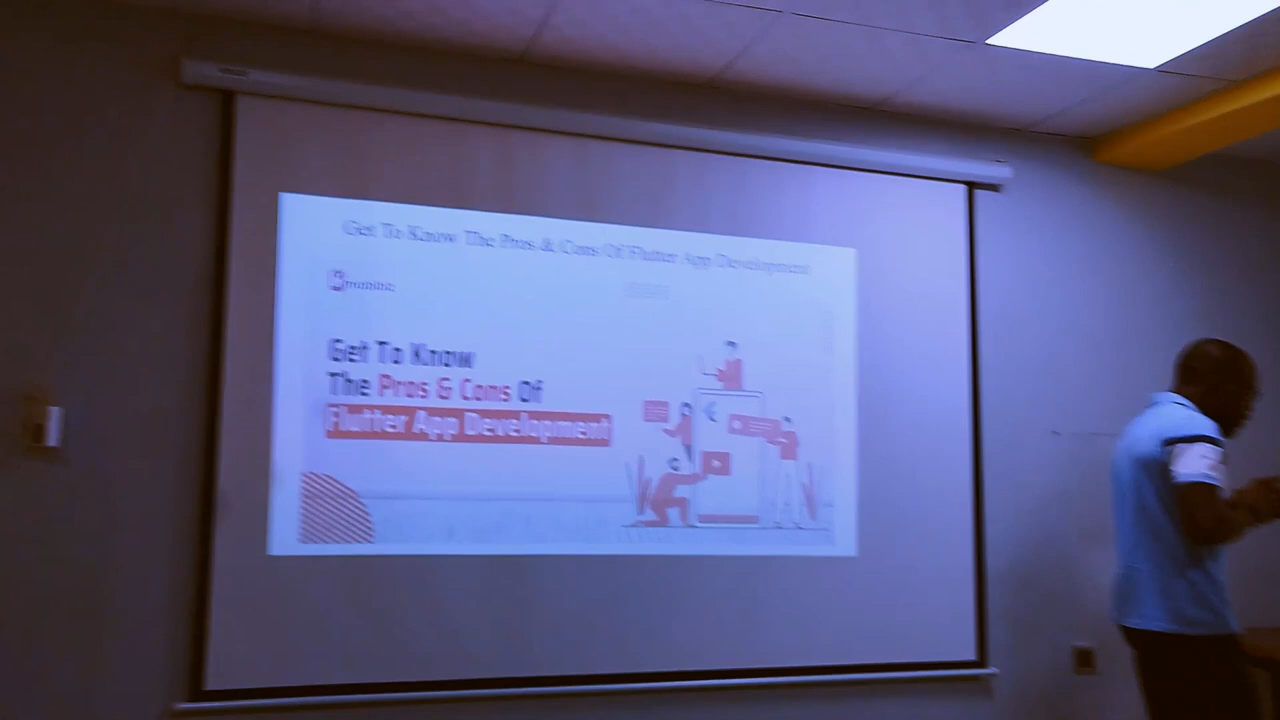 Get To Know The Pros & Cons Of Flutter App Development
Get To Know
The Pros & Cons Of
Flutter App Development